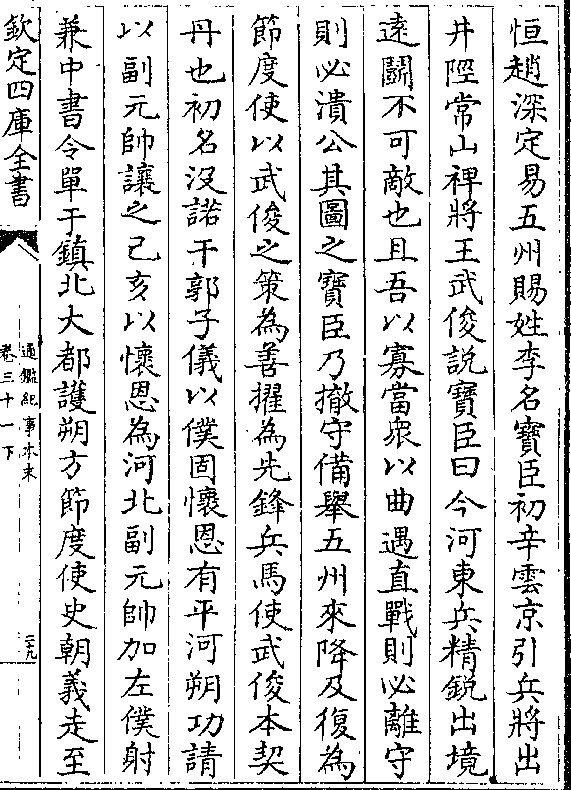 恒趙深定易五州賜姓李名寶臣初辛雲京引兵將出
井陘常山裨將王武俊說寶臣曰今河東兵精銳出境
遠鬬不可敵也且吾以寡當衆以曲遇直戰則必離守
則必潰公其圖之寶臣乃撤守備舉五州來降及復為
節度使以武俊之策為善擢為先鋒兵馬使武俊本契
丹也初名没諾干郭子儀以僕固懷恩有平河朔功請
以副元帥讓之己亥以懷恩為河北副元帥加左僕射
兼中書令單于鎮北大都護朔方節度使史朝義走至
欽定四庫全書
通鑑紀事本末
卷三十一下
二九